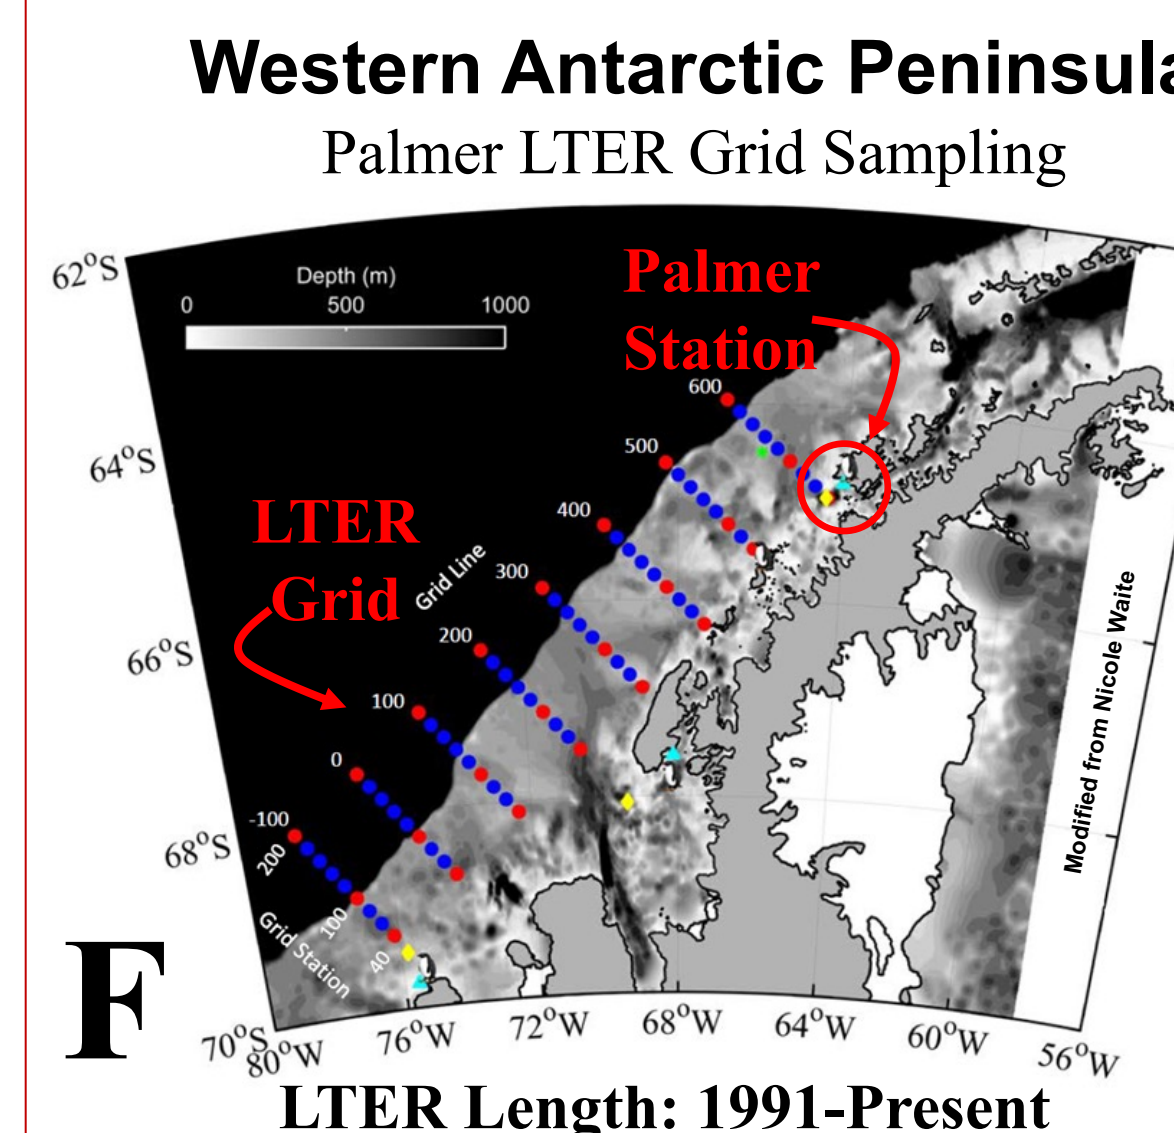 Western Antarctic Peninsula
Palmer LTER Grid Sampling
62°S
64°S
66°S
68°S
70°S
Depth (m)
0 500 1000
Palmer
Station
LTER
Grid
Grid Line
600
500
400
300
200
100
0
-100
200
100
40
Grid Station
80°W
76°W
72°W
68°W
64°W
60°W
56°W
Modified from Nicole Waite
F
LTER Length: 1991-Present